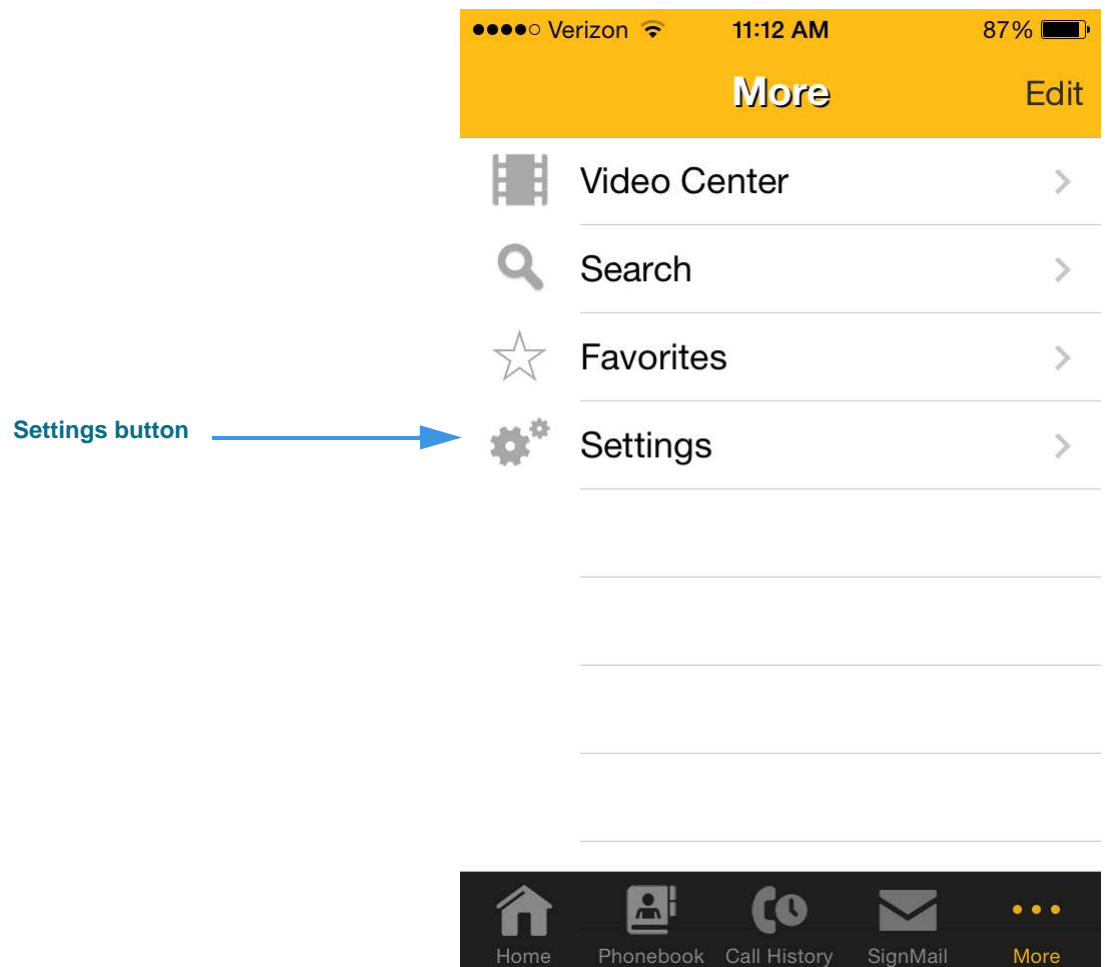 Verizon 11:12 AM 87%
More Edit
Video Center
Search
Favorites
Settings button
Settings
Home Phonebook Call History SignMail More